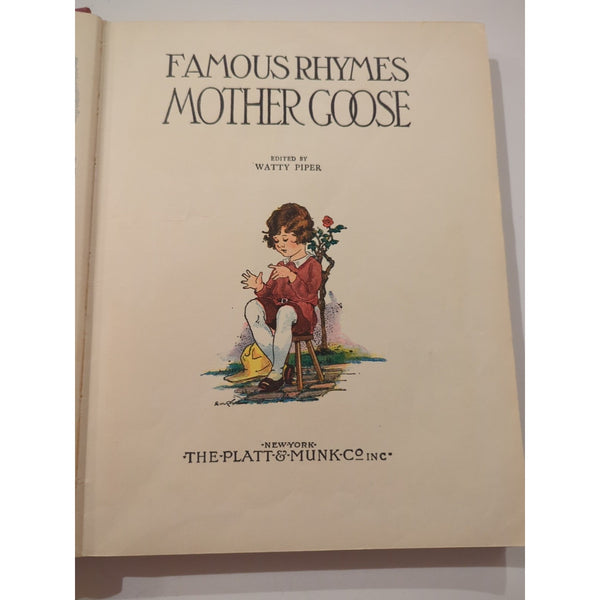 FAMOUS RHYMES
MOTHER GOOSE
EDITED BY
WATTY PIPER
·NEW·YORK·
·THE·PLATT·&·MUNK·Co INC·